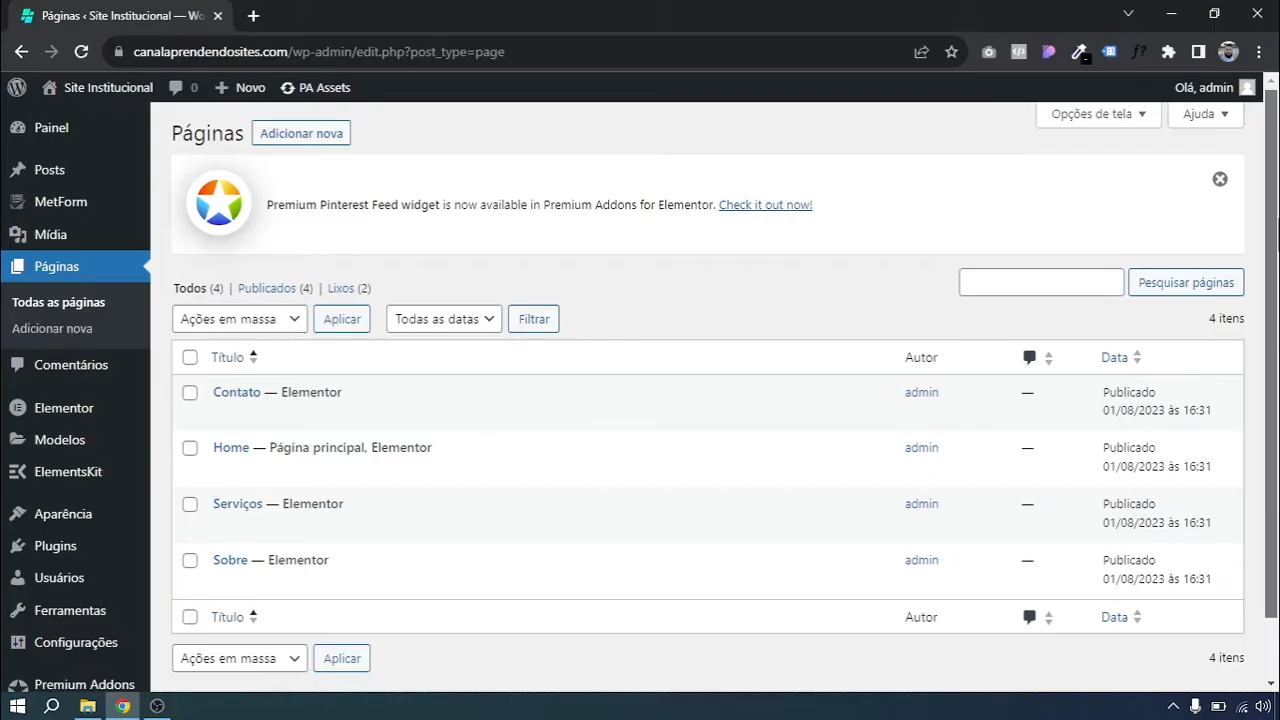 Páginas ‹ Site Institucional — Wo
canalaprendendosites.com/wp-admin/edit.php?post_type=page
f?
Site Institucional 0 Novo PA Assets Olá, admin
Painel
Posts
MetForm
Mídia
Páginas
Todas as páginas
Adicionar nova
Comentários
Elementor
Modelos
ElementsKit
Aparência
Plugins
Usuários
Ferramentas
Configurações
Premium Addons
Opções de tela Ajuda
Páginas Adicionar nova
Premium Pinterest Feed widget is now available in Premium Addons for Elementor. Check it out now!
Todos (4) | Publicados (4) | Lixos (2)
Pesquisar páginas
Ações em massa Aplicar Todas as datas Filtrar 4 itens
Título Autor Data
Contato — Elementor admin — Publicado
01/08/2023 às 16:31
Home — Página principal, Elementor admin — Publicado
01/08/2023 às 16:31
Serviços — Elementor admin — Publicado
01/08/2023 às 16:31
Sobre — Elementor admin — Publicado
01/08/2023 às 16:31
Título Autor Data
Ações em massa Aplicar 4 itens